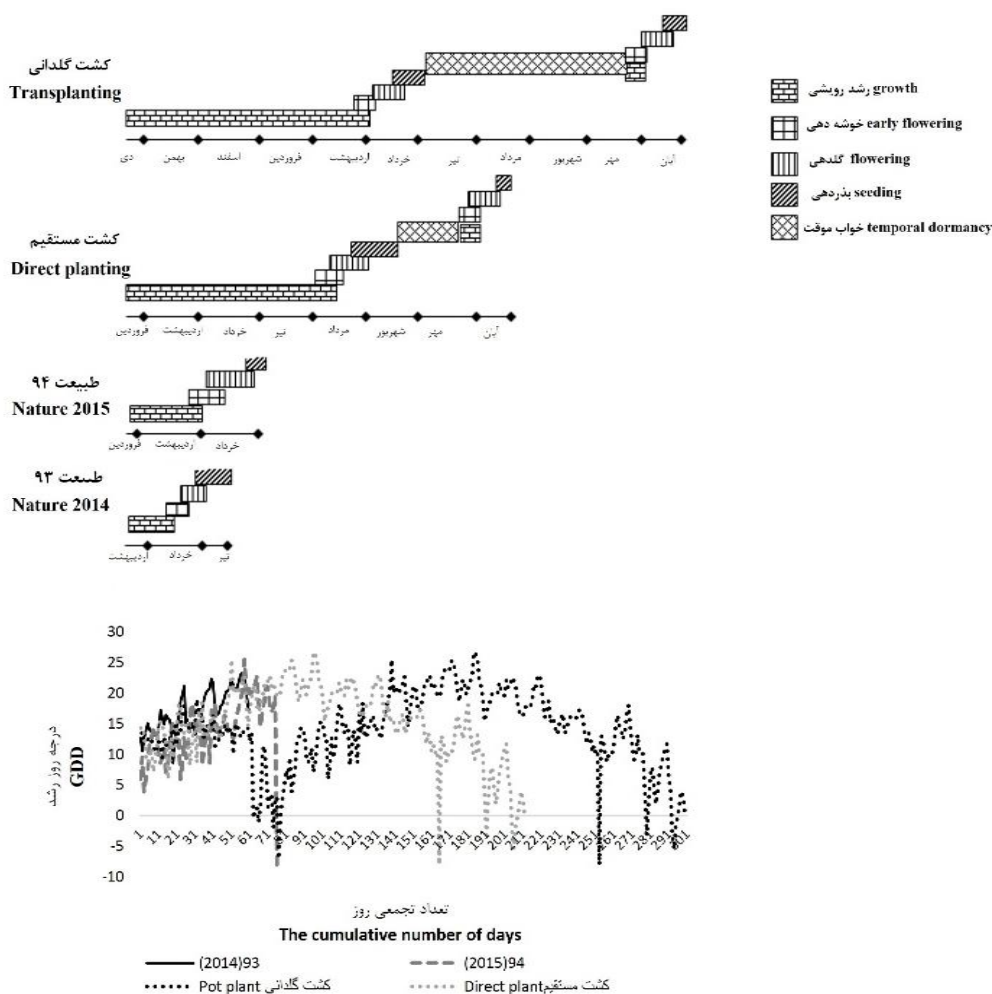 کشت گلدانی
Transplanting
دی بهمن اسفند فروردین اردیبهشت خرداد تیر مرداد شهریور مهر آبان
رشد رویشی growth
خوشه دهی early flowering
گلدهی flowering
بذردهی seeding
خواب موقت temporal dormancy
کشت مستقیم
Direct planting
فروردین اردیبهشت خرداد تیر مرداد شهریور مهر آبان
طبیعت ۹۴
Nature 2015
فروردین اردیبهشت خرداد
طبیعت ۹۳
Nature 2014
اردیبهشت خرداد تیر
درجه روز رشد
GDD
30
25
20
15
10
5
0
-5
-10
1 11 21 31 41 51 61 71 81 91 101 111 121 131 141 151 161 171 181 191 201 211 221 231 241 251 261 271 281 291 301
تعداد تجمعی روز
The cumulative number of days
(2014)93
(2015)94
Pot plant کشت گلدانی
Direct plant کشت مستقیم